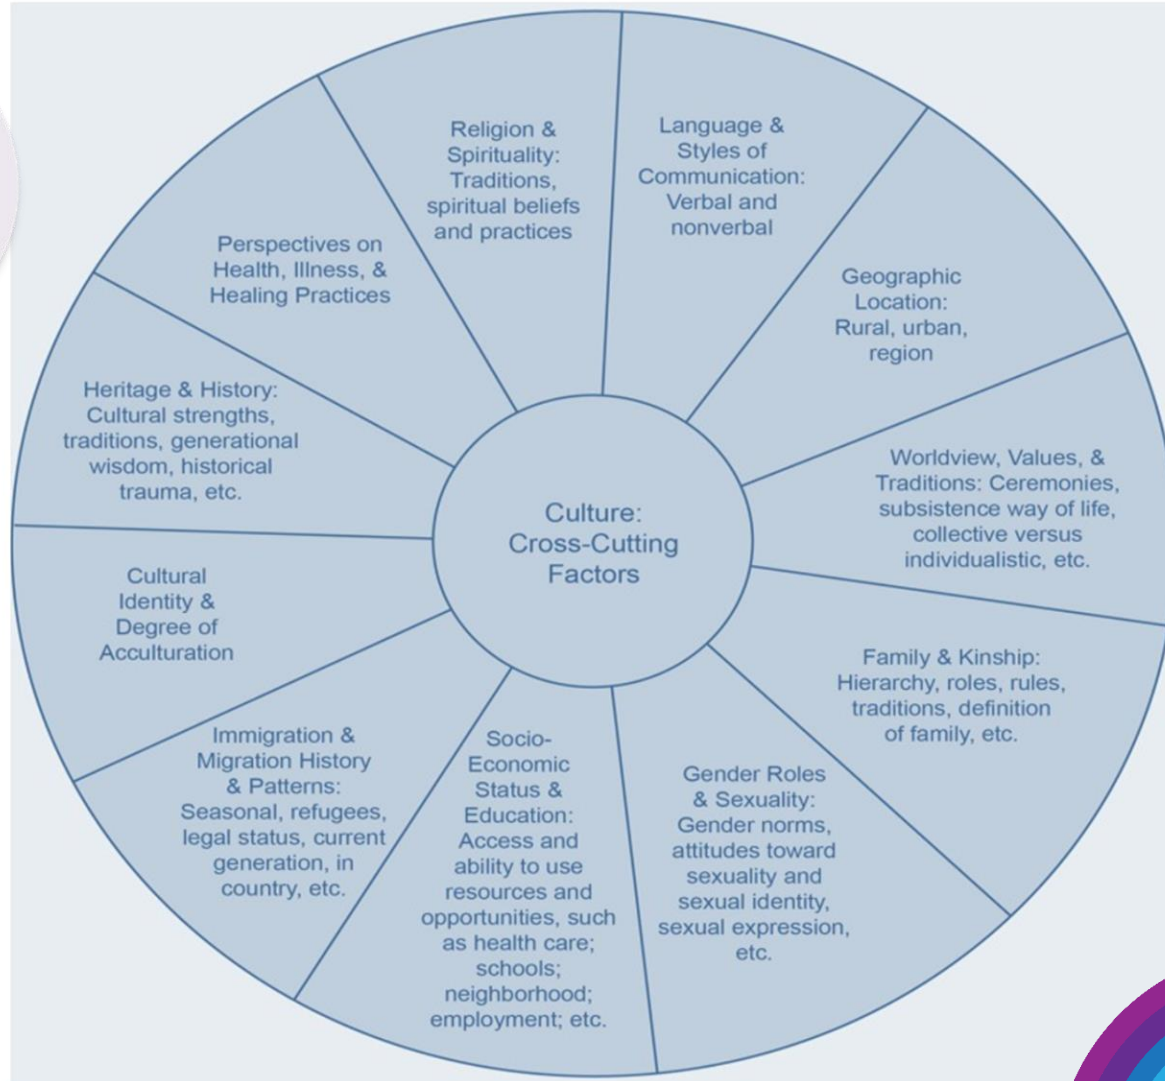 Culture:
Cross-Cutting
Factors
Language &
Styles of
Communication:
Verbal and
nonverbal
Geographic
Location:
Rural, urban,
region
Worldview, Values, &
Traditions: Ceremonies,
subsistence way of life,
collective versus
individualistic, etc.
Family & Kinship:
Hierarchy, roles, rules,
traditions, definition
of family, etc.
Gender Roles
& Sexuality:
Gender norms,
attitudes toward
sexuality and
sexual identity,
sexual expression,
etc.
Socio-
Economic
Status &
Education:
Access and
ability to use
resources and
opportunities, such
as health care;
schools;
neighborhood;
employment; etc.
Immigration &
Migration History
& Patterns:
Seasonal, refugees,
legal status, current
generation, in
country, etc.
Cultural
Identity &
Degree of
Acculturation
Heritage & History:
Cultural strengths,
traditions, generational
wisdom, historical
trauma, etc.
Perspectives on
Health, Illness, &
Healing Practices
Religion &
Spirituality:
Traditions,
spiritual beliefs
and practices